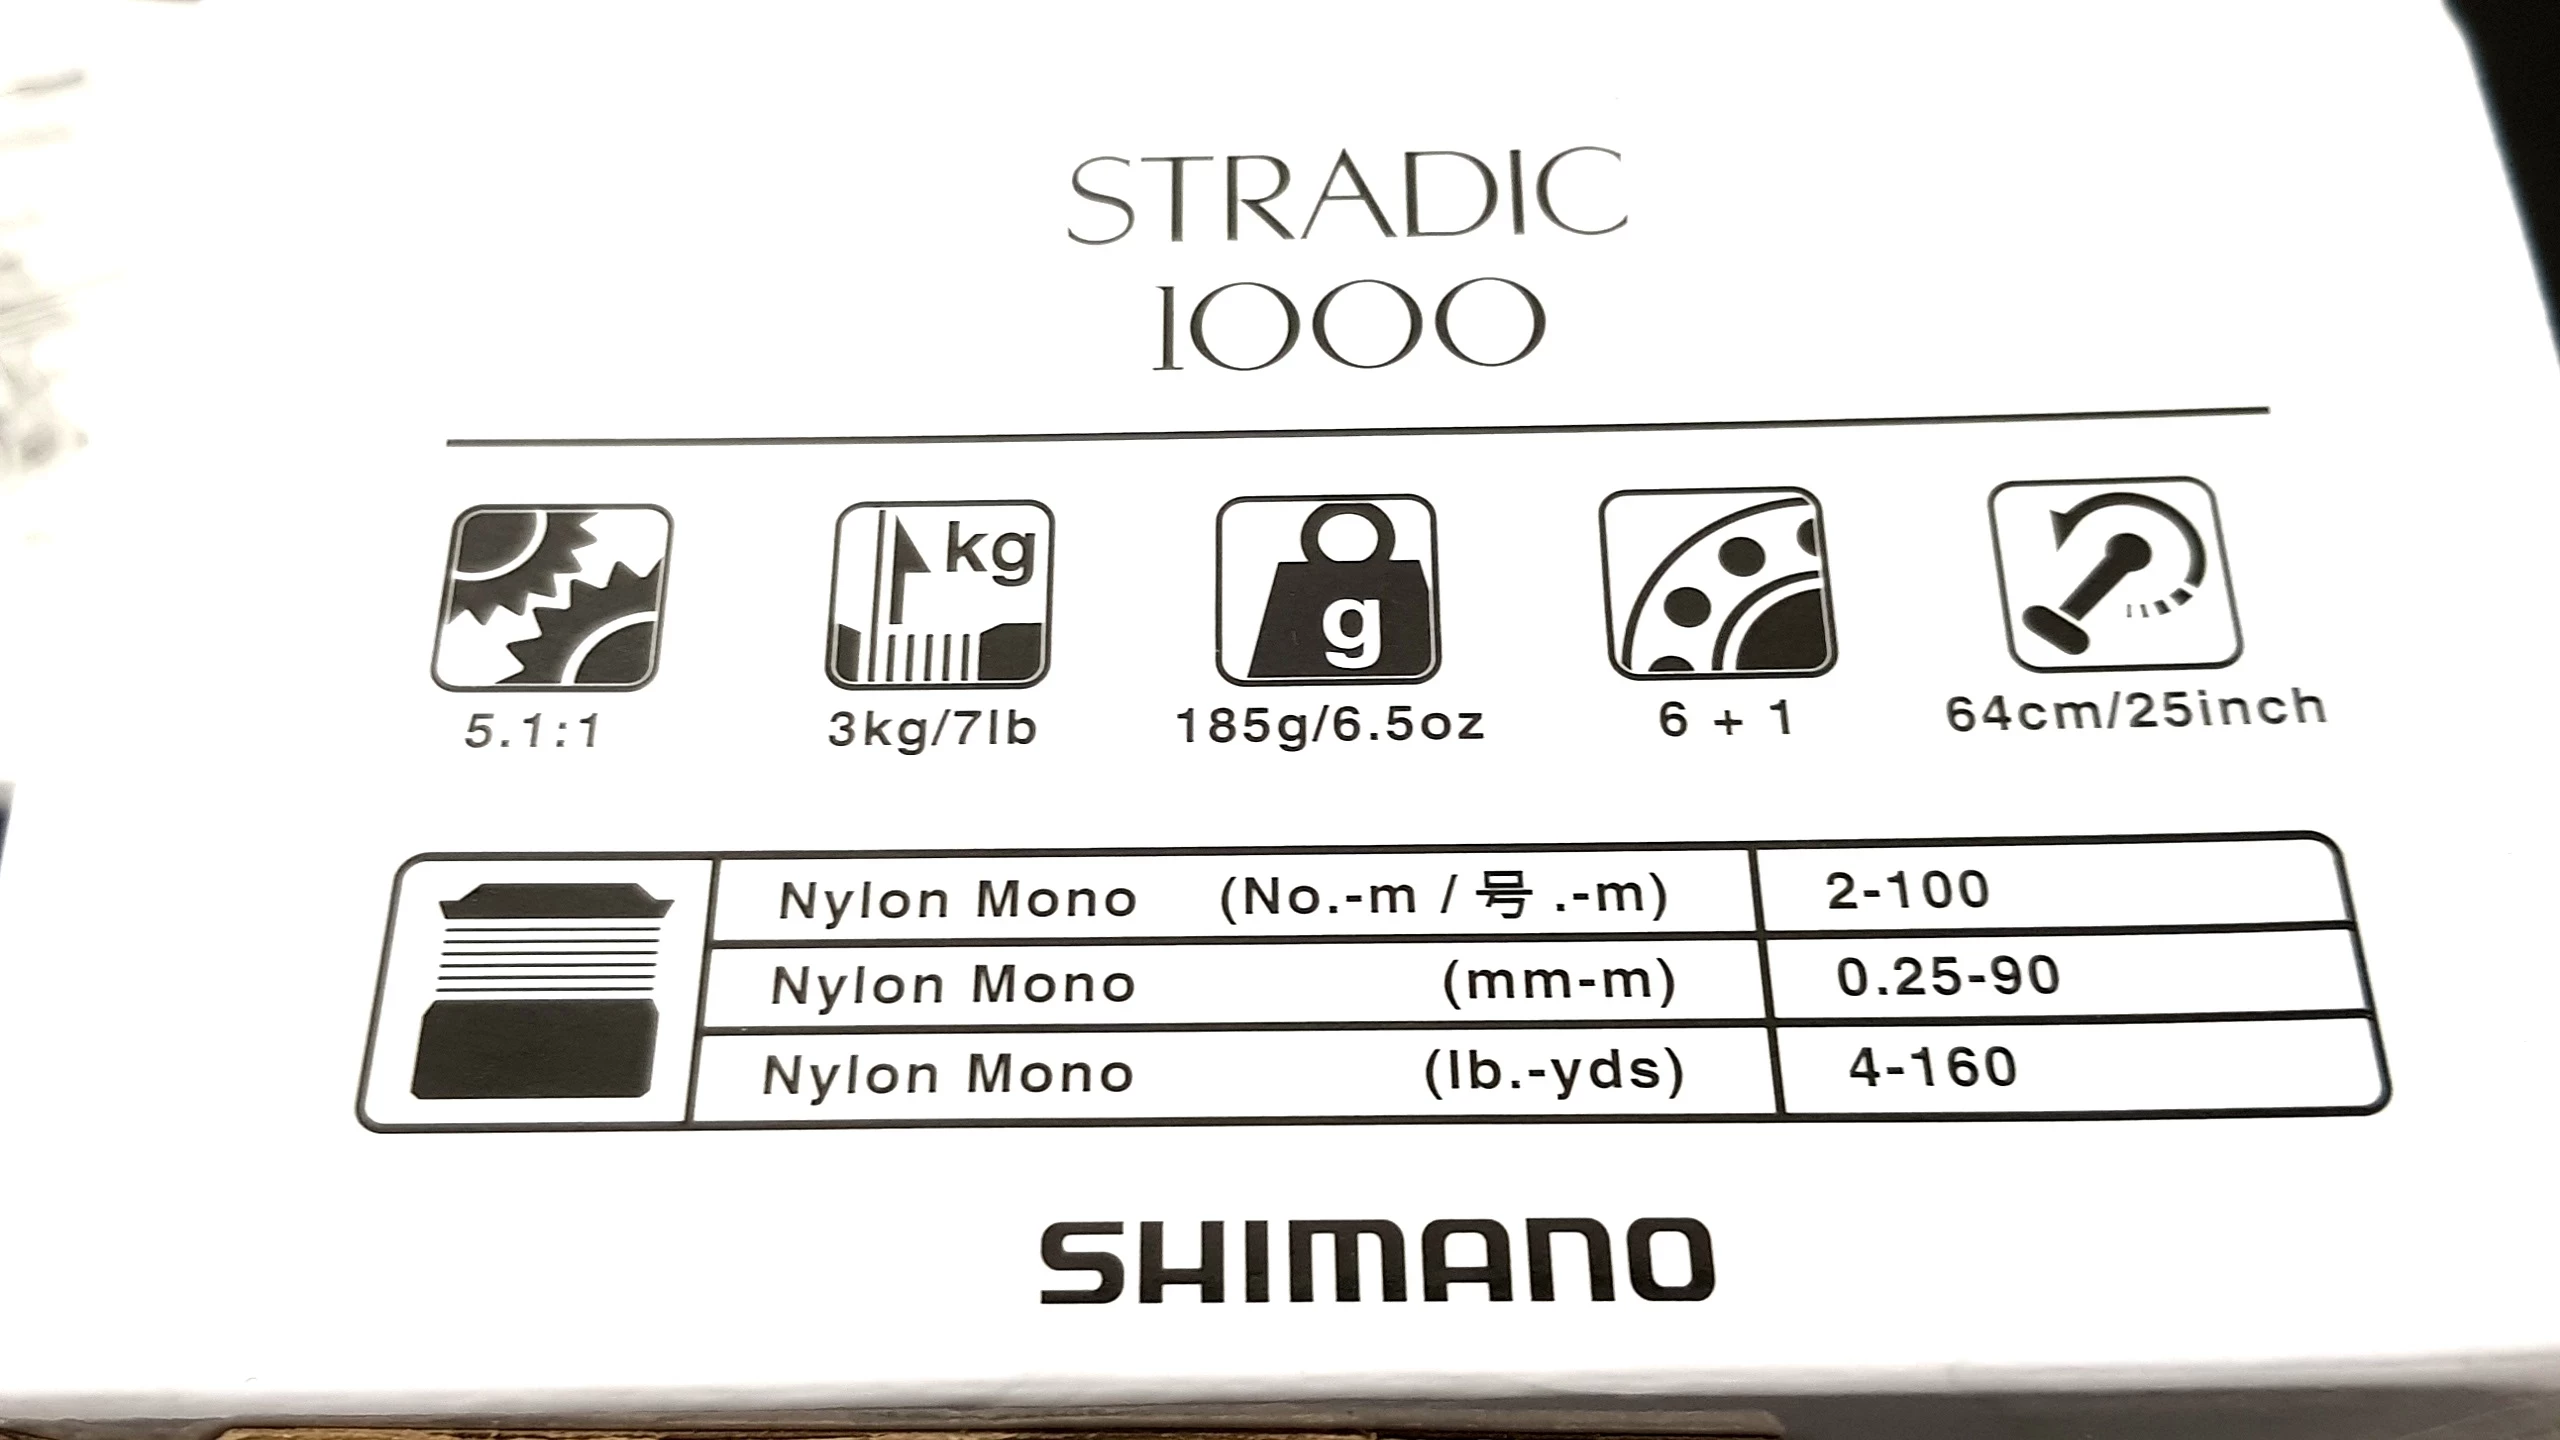 STRADIC
1000
kg
g
5.1:1 3kg/7lb 185g/6.5oz 6 + 1 64cm/25inch
Nylon Mono (No.-m / 号 .-m) 2-100
Nylon Mono (mm-m) 0.25-90
Nylon Mono (lb.-yds) 4-160
SHIMANO